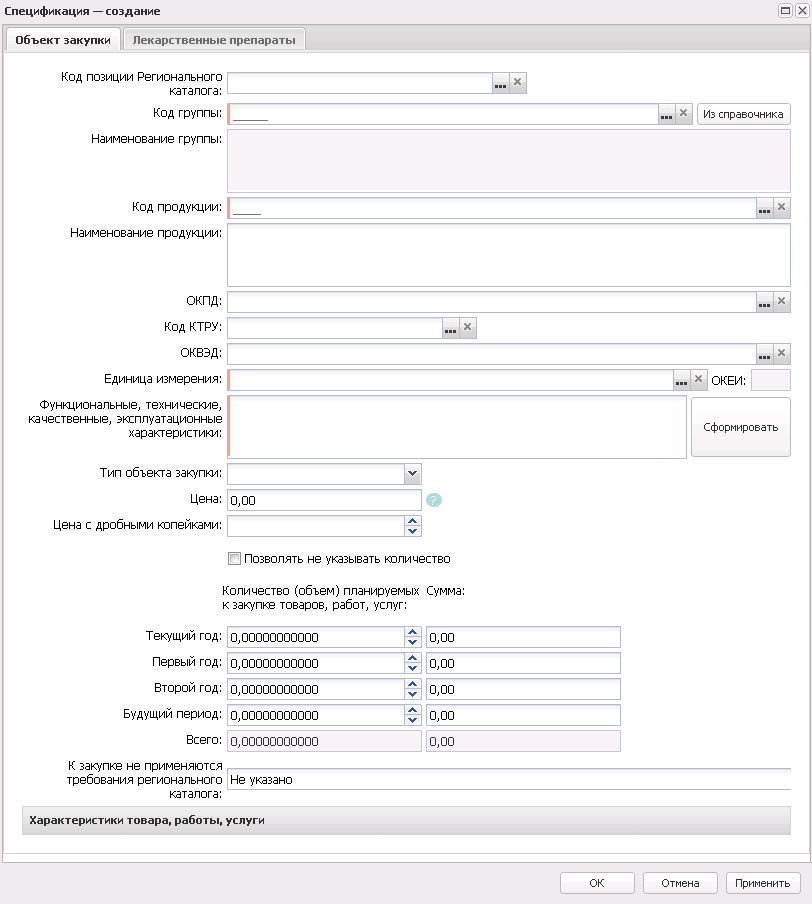 Спецификация — создание
Объект закупки
Лекарственные препараты
Код позиции Регионального
каталога:
Код группы:
_____
Из справочника
Наименование группы:
Код продукции:
____
Наименование продукции:
ОКПД:
Код КТРУ:
ОКВЭД:
Единица измерения:
ОКЕИ:
Функциональные, технические,
качественные, эксплуатационные
характеристики:
Сформировать
Тип объекта закупки:
Цена: 0,00 ?
Цена с дробными копейками:
Позволять не указывать количество
Количество (объем) планируемых Сумма:
к закупке товаров, работ, услуг:
Текущий год: 0,00000000000 0,00
Первый год: 0,00000000000 0,00
Второй год: 0,00000000000 0,00
Будущий период: 0,00000000000 0,00
Всего: 0,00000000000 0,00
К закупке не применяются
требования регионального
каталога:
Не указано
Характеристики товара, работы, услуги
ОК Отмена Применить